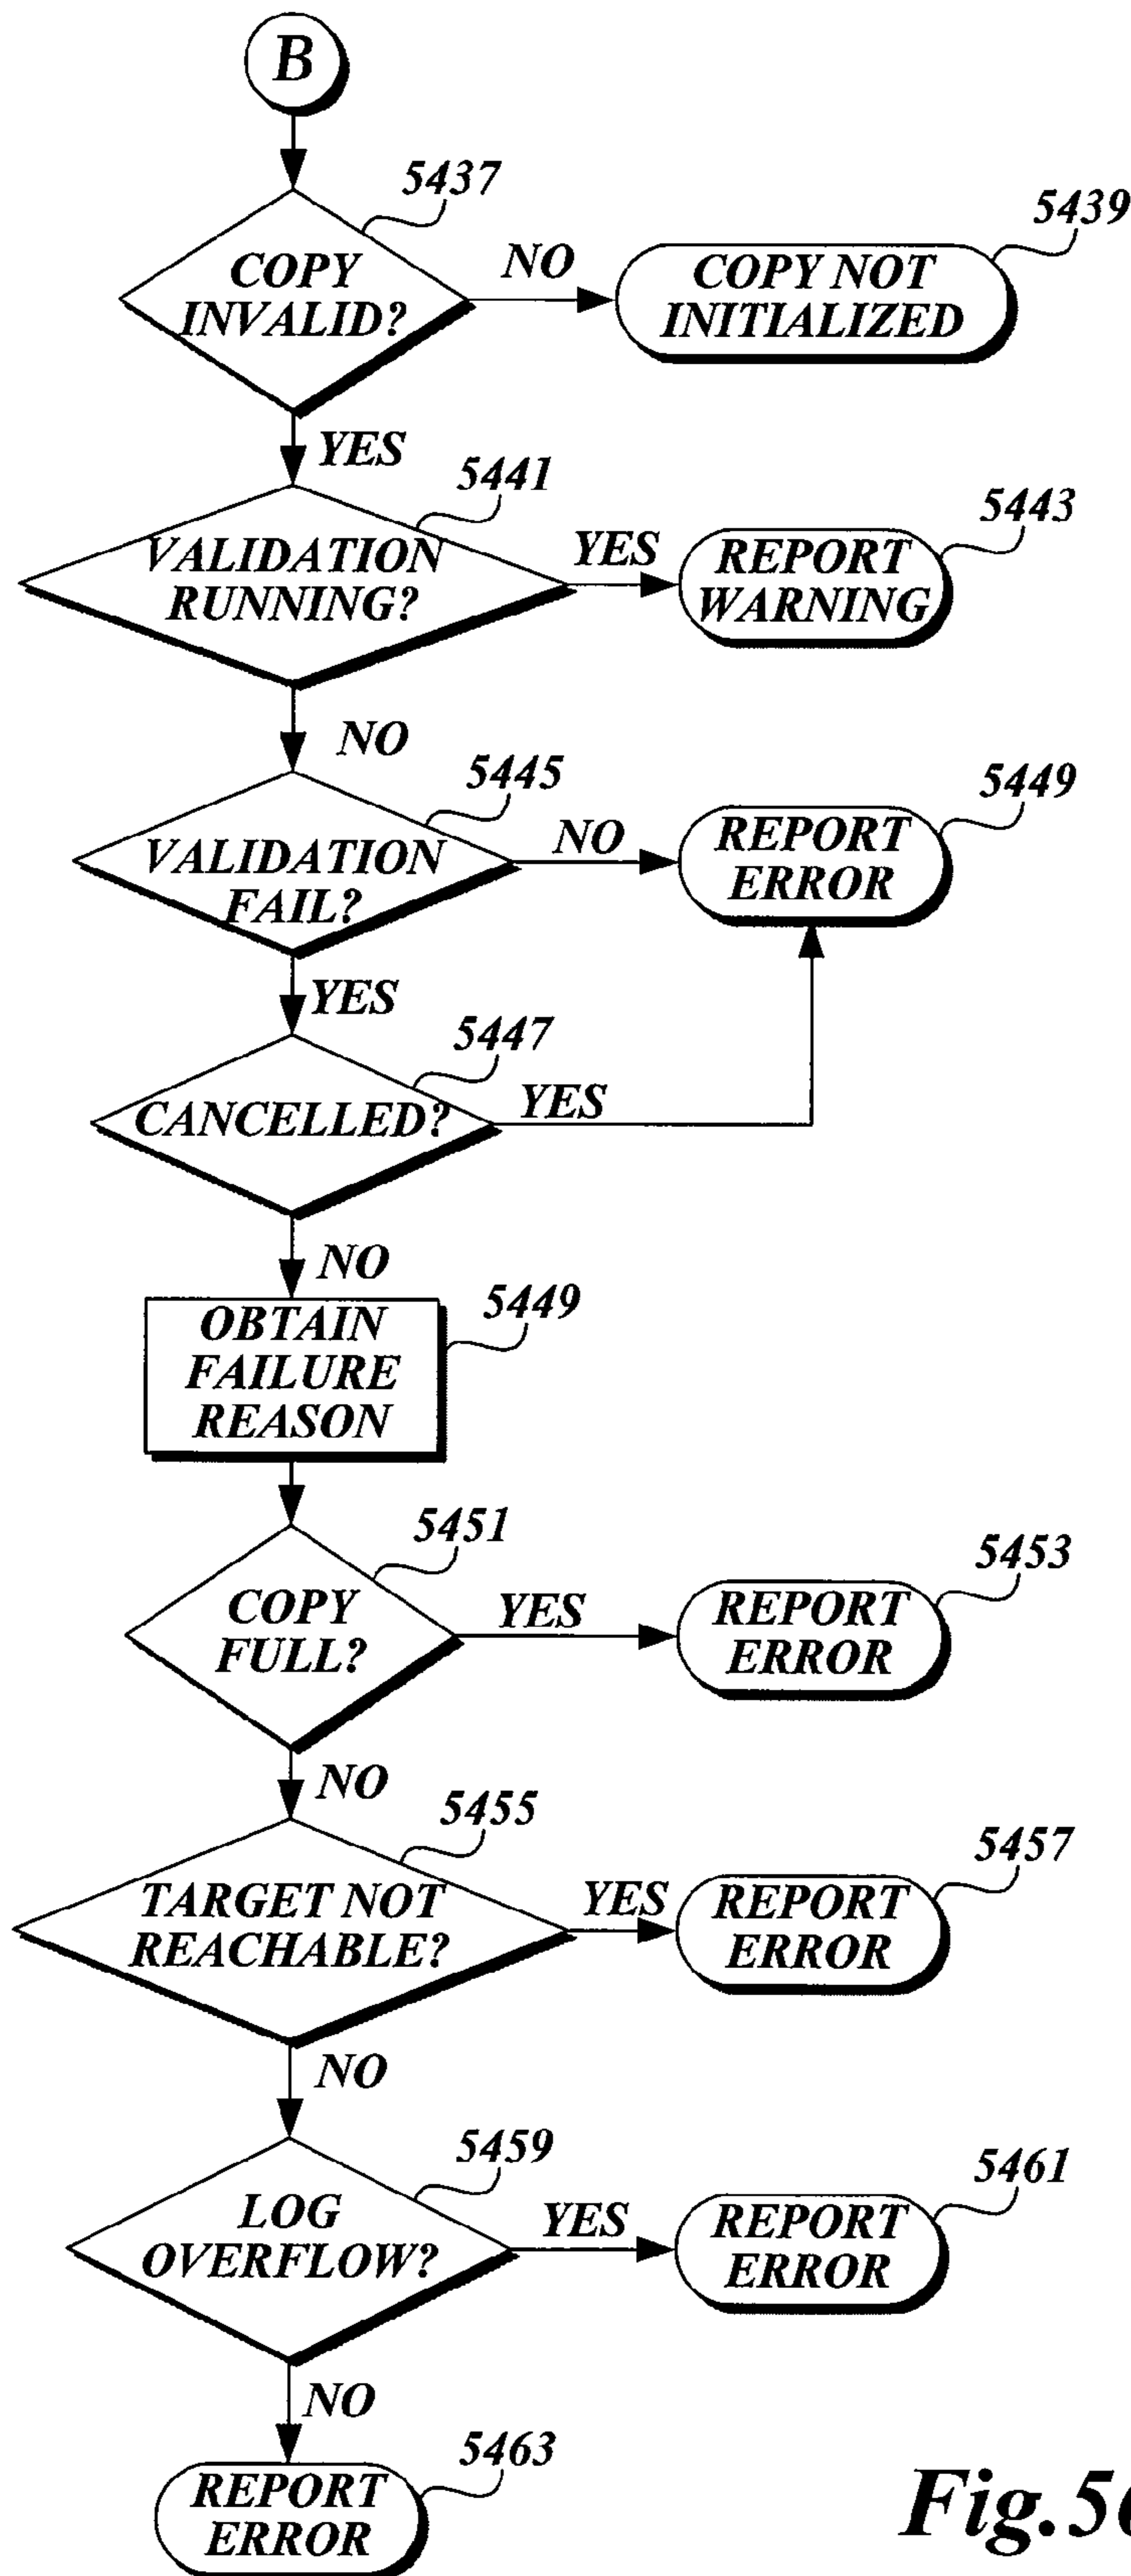 B
5437
COPY
INVALID?
NO
5439
COPY NOT
INITIALIZED
YES
5441
VALIDATION
RUNNING?
YES
5443
REPORT
WARNING
NO
5445
VALIDATION
FAIL?
NO
5449
REPORT
ERROR
YES
5447
CANCELLED?
YES
NO
5449
OBTAIN
FAILURE
REASON
5451
COPY
FULL?
YES
5453
REPORT
ERROR
NO
5455
TARGET NOT
REACHABLE?
YES
5457
REPORT
ERROR
NO
5459
LOG
OVERFLOW?
YES
5461
REPORT
ERROR
NO
5463
REPORT
ERROR